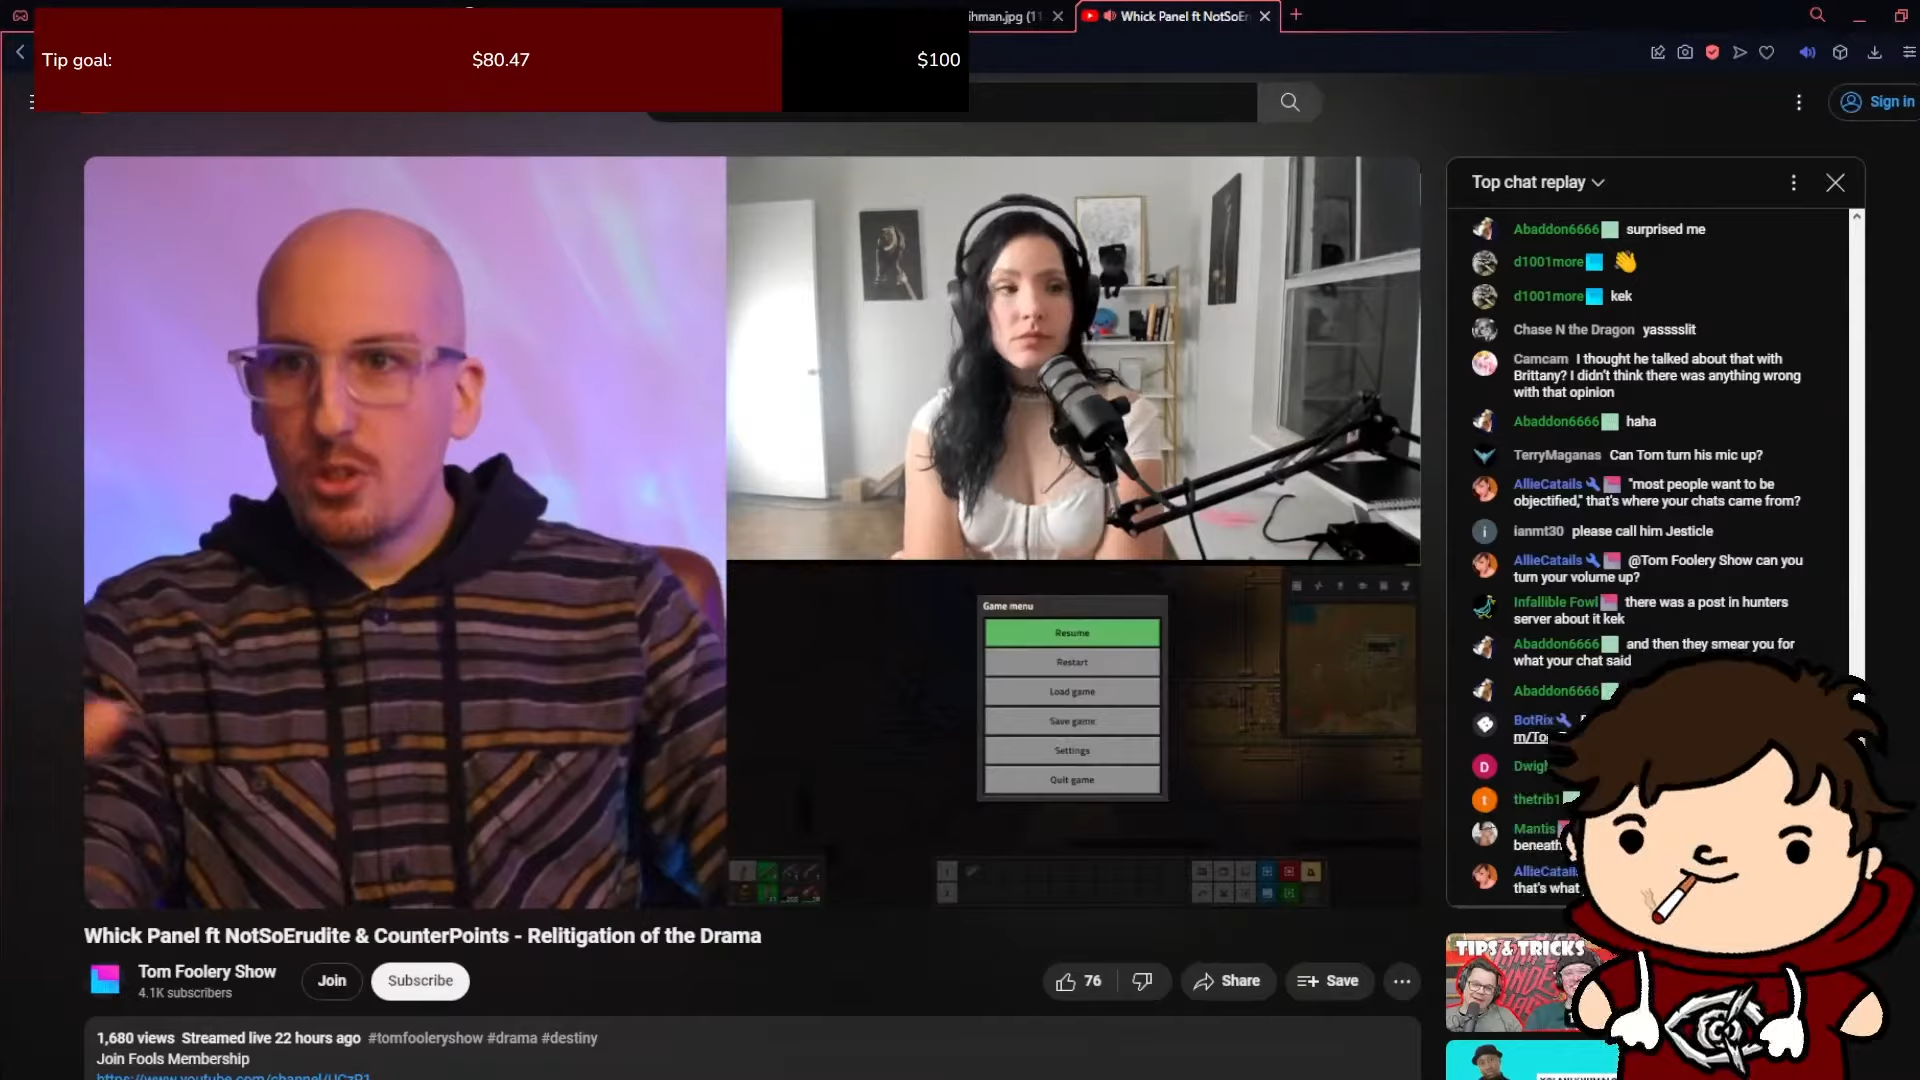 Tip goal:
$80.47
$100
ihman.jpg (11
Whick Panel ft NotSoEr
Sign in
Top chat replay
Abaddon6666 surprised me
d1001more
d1001more kek
Chase N the Dragon yasssslit
Camcam I thought he talked about that with
Brittany? I didn't think there was anything wrong
with that opinion
Abaddon6666 haha
TerryMaganas Can Tom turn his mic up?
AllieCatails "most people want to be
objectified," that's where your chats came from?
ianmt30 please call him Jesticle
AllieCatails @Tom Foolery Show can you
turn your volume up?
Infallible Fowl there was a post in hunters
server about it kek
Abaddon6666 and then they smear you for
what your chat said
Abaddon6666
BotRix
m/To
Dwigh
thetrib1
Mantis
beneath
AllieCatail
that's what
Game menu
Resume
Restart
Load game
Save game
Settings
Quit game
Whick Panel ft NotSoErudite & CounterPoints - Relitigation of the Drama
Tom Foolery Show
4.1K subscribers
Join
Subscribe
76
Share
Save
TIPS & TRICKS
1,680 views Streamed live 22 hours ago #tomfooleryshow #drama #destiny
Join Fools Membership